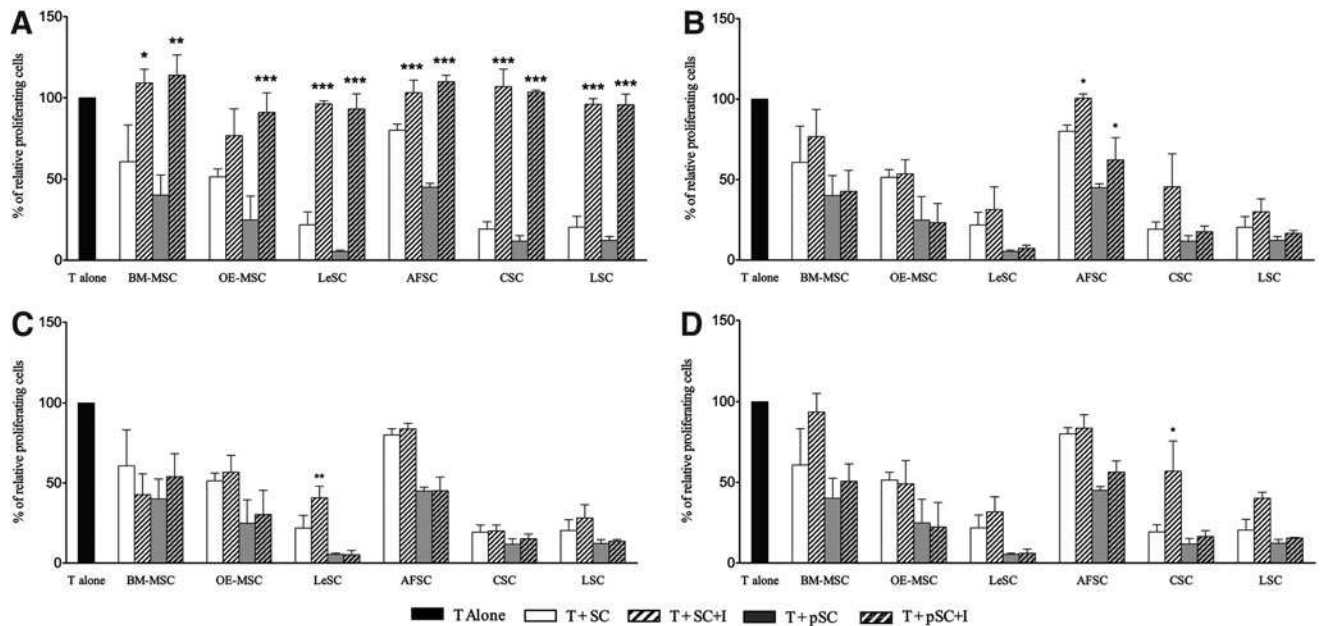 A
% of relative proliferating cells
150
100
50
0
* ** *** *** *** *** *** *** *** *** ***
T alone BM-MSC OE-MSC LeSC AFSC CSC LSC
B
% of relative proliferating cells
150
100
50
0
* *
T alone BM-MSC OE-MSC LeSC AFSC CSC LSC
C
% of relative proliferating cells
150
100
50
0
**
T alone BM-MSC OE-MSC LeSC AFSC CSC LSC
D
% of relative proliferating cells
150
100
50
0
*
T alone BM-MSC OE-MSC LeSC AFSC CSC LSC
T Alone T+SC T+SC+I T+pSC T+pSC+I